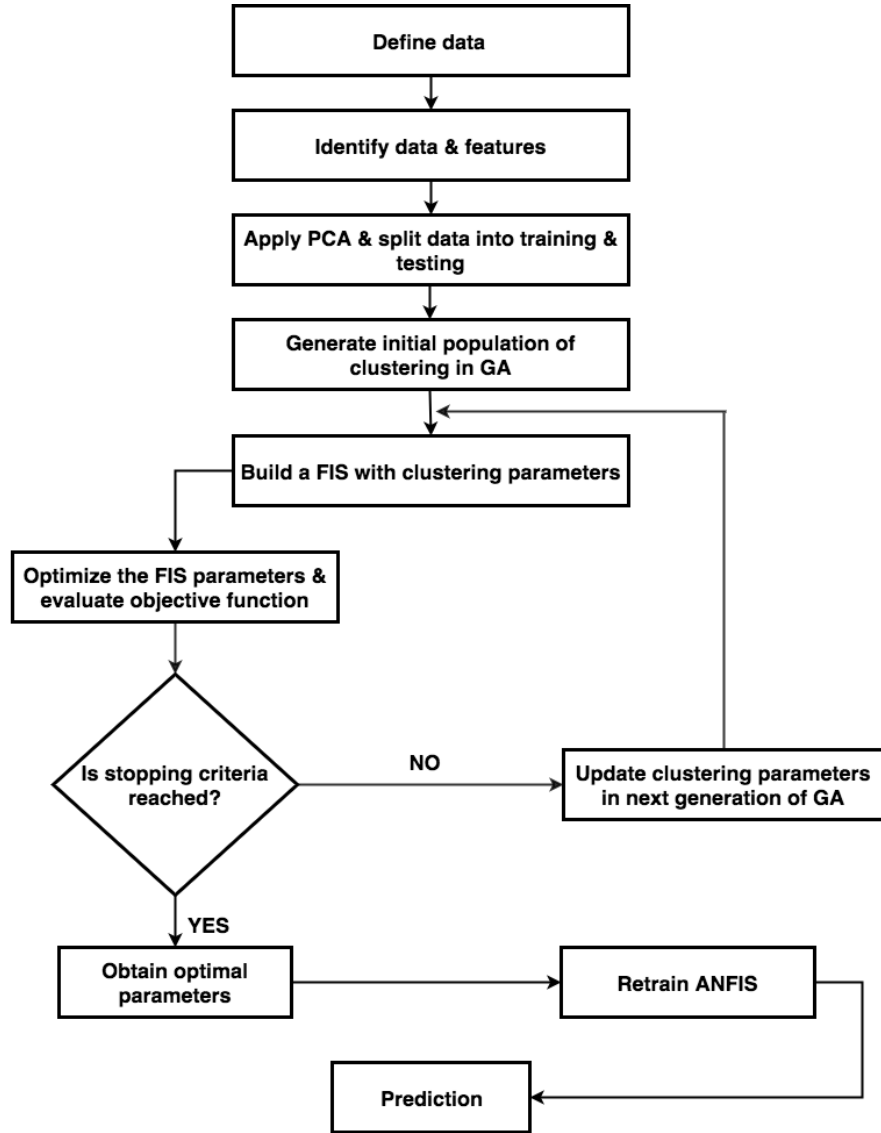 Define data
Identify data & features
Apply PCA & split data into training &
testing
Generate initial population of
clustering in GA
Build a FIS with clustering parameters
Optimize the FIS parameters &
evaluate objective function
Is stopping criteria
reached?
NO
Update clustering parameters
in next generation of GA
YES
Obtain optimal
parameters
Retrain ANFIS
Prediction